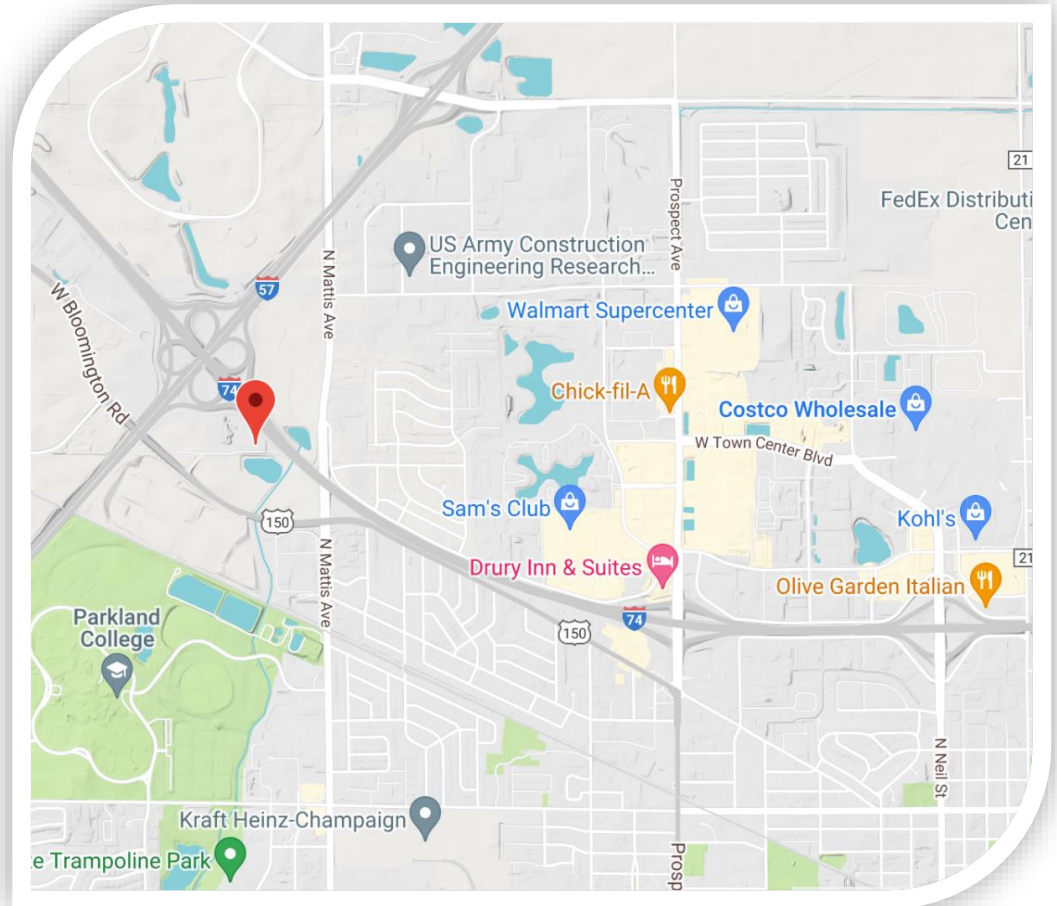 21
FedEx Distributi
Cen
US Army Construction
Engineering Research...
Prospect Ave
N Mattis Ave
57
Walmart Supercenter
W Bloomington Rd
74
Chick-fil-A
Costco Wholesale
W Town Center Blvd
Sam's Club
Kohl's
150
N Mattis Ave
Drury Inn & Suites
21
Olive Garden Italian
Parkland
College
74
150
N Neil St
Kraft Heinz-Champaign
e Trampoline Park
Prosp